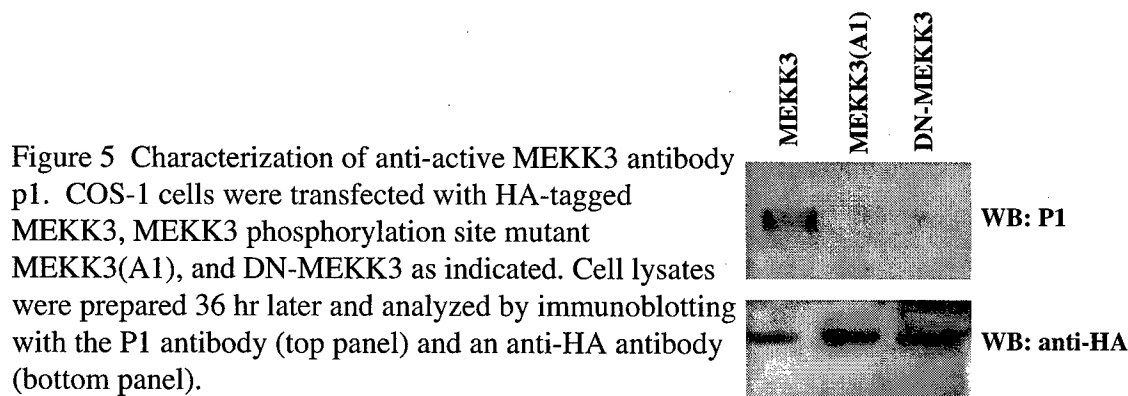 MEKK3
MEKK3(A1)
DN-MEKK3
Figure 5 Characterization of anti-active MEKK3 antibody
p1. COS-1 cells were transfected with HA-tagged
MEKK3, MEKK3 phosphorylation site mutant
MEKK3(A1), and DN-MEKK3 as indicated. Cell lysates
were prepared 36 hr later and analyzed by immunoblotting
with the P1 antibody (top panel) and an anti-HA antibody
(bottom panel).
WB: P1
WB: anti-HA